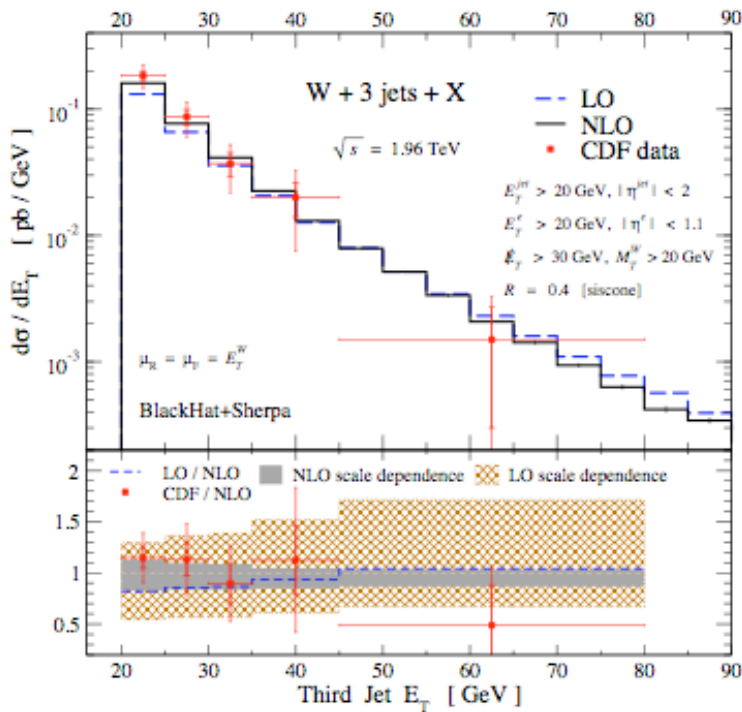 20 30 40 50 60 70 80 90
W + 3 jets + X
√s = 1.96 TeV
LO
NLO
CDF data
E_T^jet > 20 GeV, | η^jet | < 2
E_T^e > 20 GeV, | η^e | < 1.1
E̸_T > 30 GeV, M_T^W > 20 GeV
R = 0.4 [siscone]
10^-1
10^-2
10^-3
dσ / dE_T [ pb / GeV ]
μ_R = μ_F = E_T^W
BlackHat+Sherpa
LO / NLO
CDF / NLO
NLO scale dependence
LO scale dependence
2
1.5
1
0.5
20 30 40 50 60 70 80 90
Third Jet E_T [ GeV ]